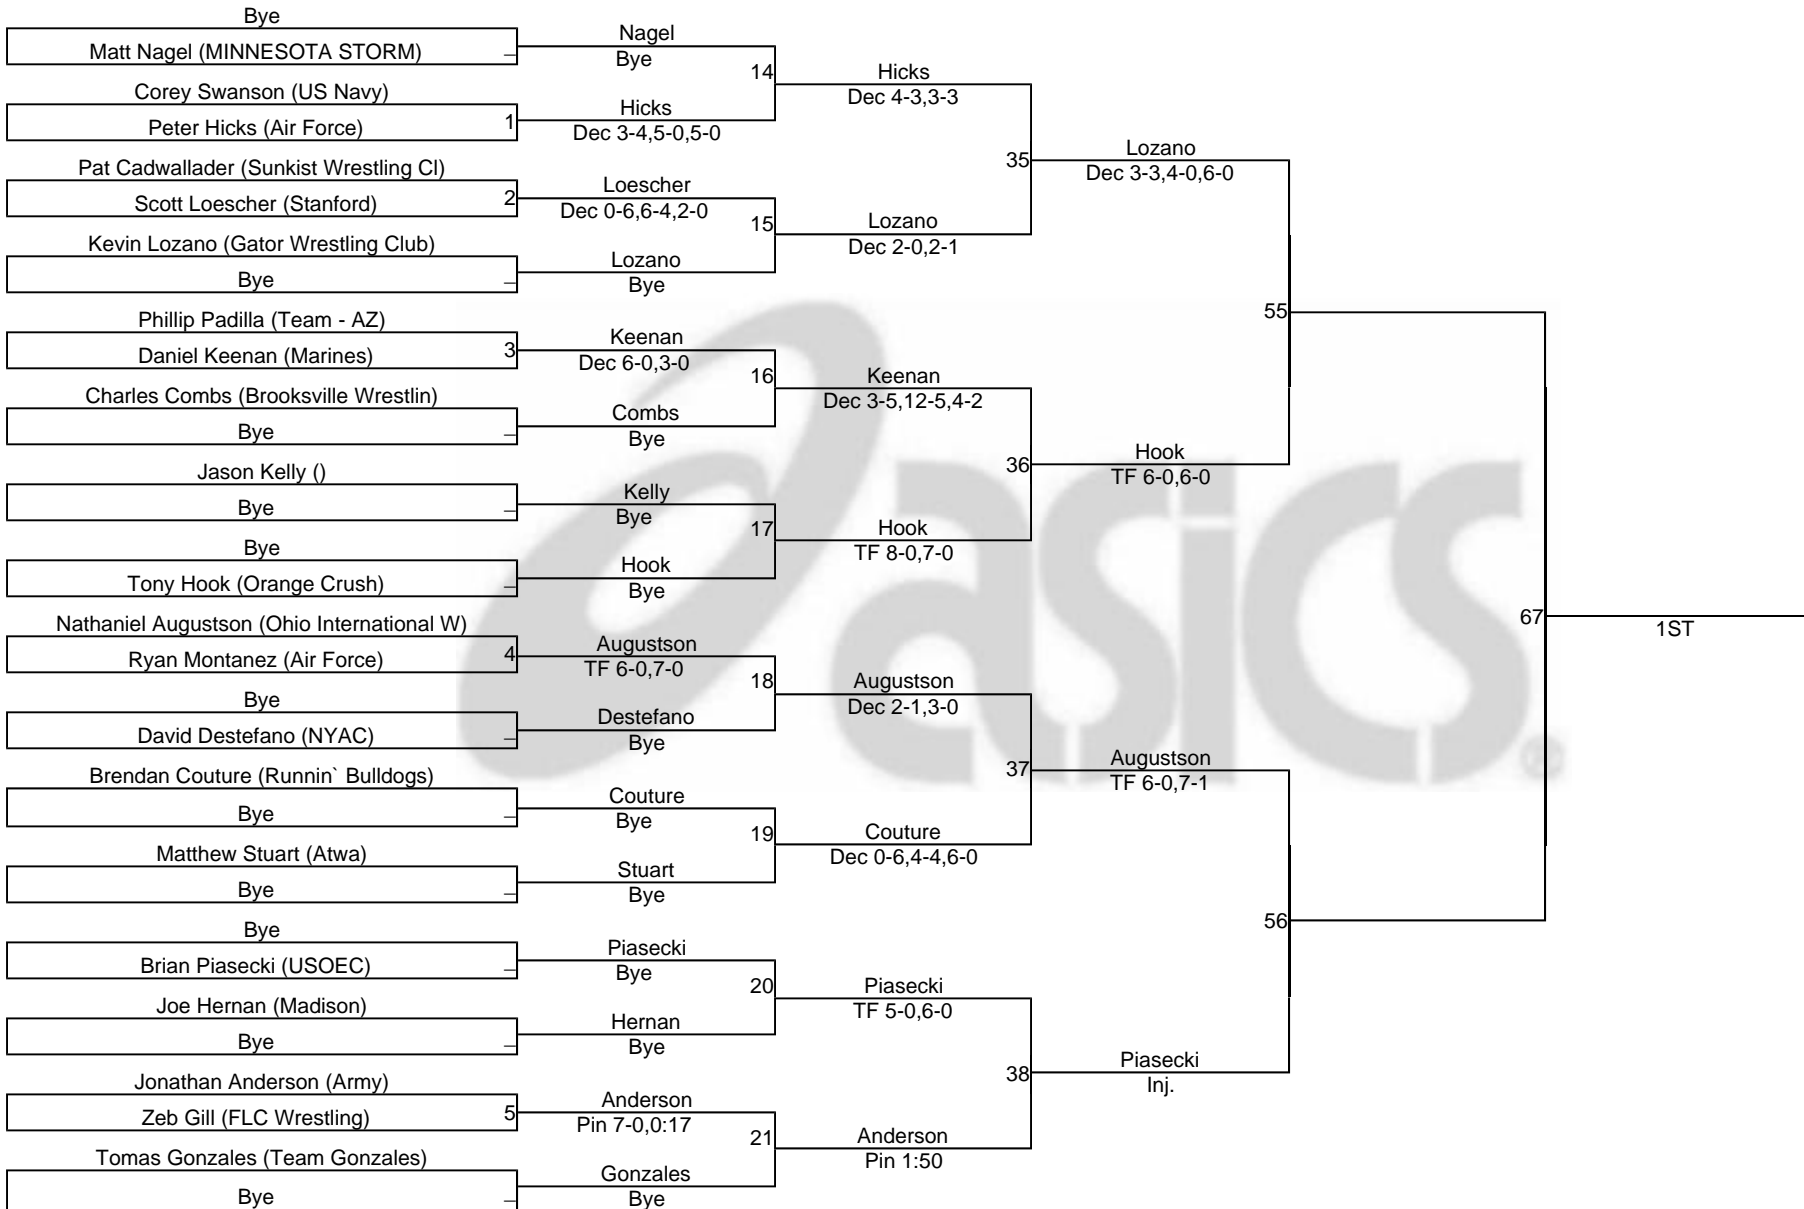 Bye
Matt Nagel (MINNESOTA STORM) _
Corey Swanson (US Navy)
Peter Hicks (Air Force) 1
Pat Cadwallader (Sunkist Wrestling Cl)
Scott Loescher (Stanford) 2
Kevin Lozano (Gator Wrestling Club)
Bye _
Phillip Padilla (Team - AZ)
Daniel Keenan (Marines) 3
Charles Combs (Brooksville Wrestlin)
Bye _
Jason Kelly ()
Bye _
Bye
Tony Hook (Orange Crush) _
Nathaniel Augustson (Ohio International W)
Ryan Montanez (Air Force) 4
Bye
David Destefano (NYAC) _
Brendan Couture (Runnin` Bulldogs)
Bye _
Matthew Stuart (Atwa)
Bye _
Bye
Brian Piasecki (USOEC) _
Joe Hernan (Madison)
Bye _
Jonathan Anderson (Army)
Zeb Gill (FLC Wrestling) 5
Tomas Gonzales (Team Gonzales)
Bye _
Nagel
Bye
14
Hicks
Dec 3-4,5-0,5-0
Loescher
Dec 0-6,6-4,2-0
15
Lozano
Bye
Keenan
Dec 6-0,3-0
16
Combs
Bye
Kelly
Bye
17
Hook
Bye
Augustson
TF 6-0,7-0
18
Destefano
Bye
Couture
Bye
19
Stuart
Bye
Piasecki
Bye
20
Hernan
Bye
Anderson
Pin 7-0,0:17
21
Gonzales
Bye
Hicks
Dec 4-3,3-3
35
Lozano
Dec 2-0,2-1
Keenan
Dec 3-5,12-5,4-2
36
Hook
TF 8-0,7-0
Augustson
Dec 2-1,3-0
37
Couture
Dec 0-6,4-4,6-0
Piasecki
TF 5-0,6-0
38
Anderson
Pin 1:50
Lozano
Dec 3-3,4-0,6-0
55
Hook
TF 6-0,6-0
Augustson
TF 6-0,7-1
56
Piasecki
Inj.
67
1ST
asics®